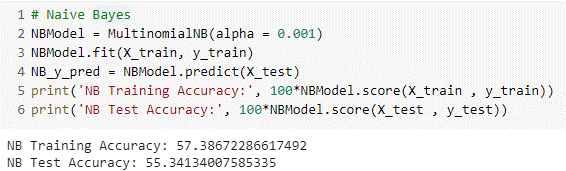 1 # Naive Bayes
2 NBModel = MultinomialNB(alpha = 0.001)
3 NBModel.fit(X_train, y_train)
4 NB_y_pred = NBModel.predict(X_test)
5 print('NB Training Accuracy:', 100*NBModel.score(X_train , y_train))
6 print('NB Test Accuracy:', 100*NBModel.score(X_test , y_test))
NB Training Accuracy: 57.38672286617492
NB Test Accuracy: 55.34134007585335